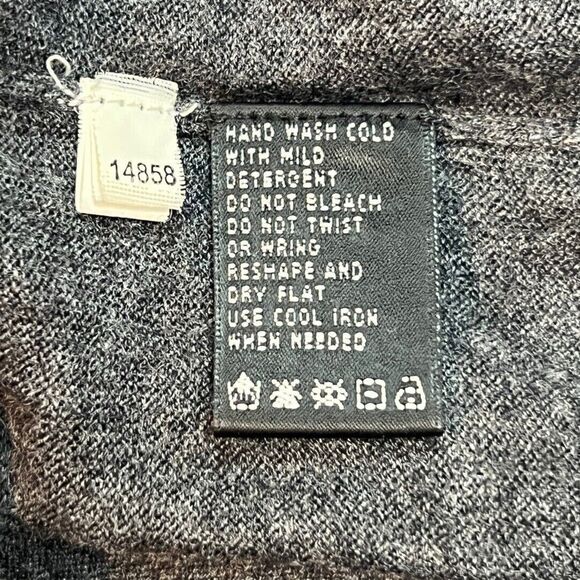 14858
HAND WASH COLD
WITH MILD
DETERGENT
DO NOT BLEACH
DO NOT TWIST
OR WRING
RESHAPE AND
DRY FLAT
USE COOL IRON
WHEN NEEDED